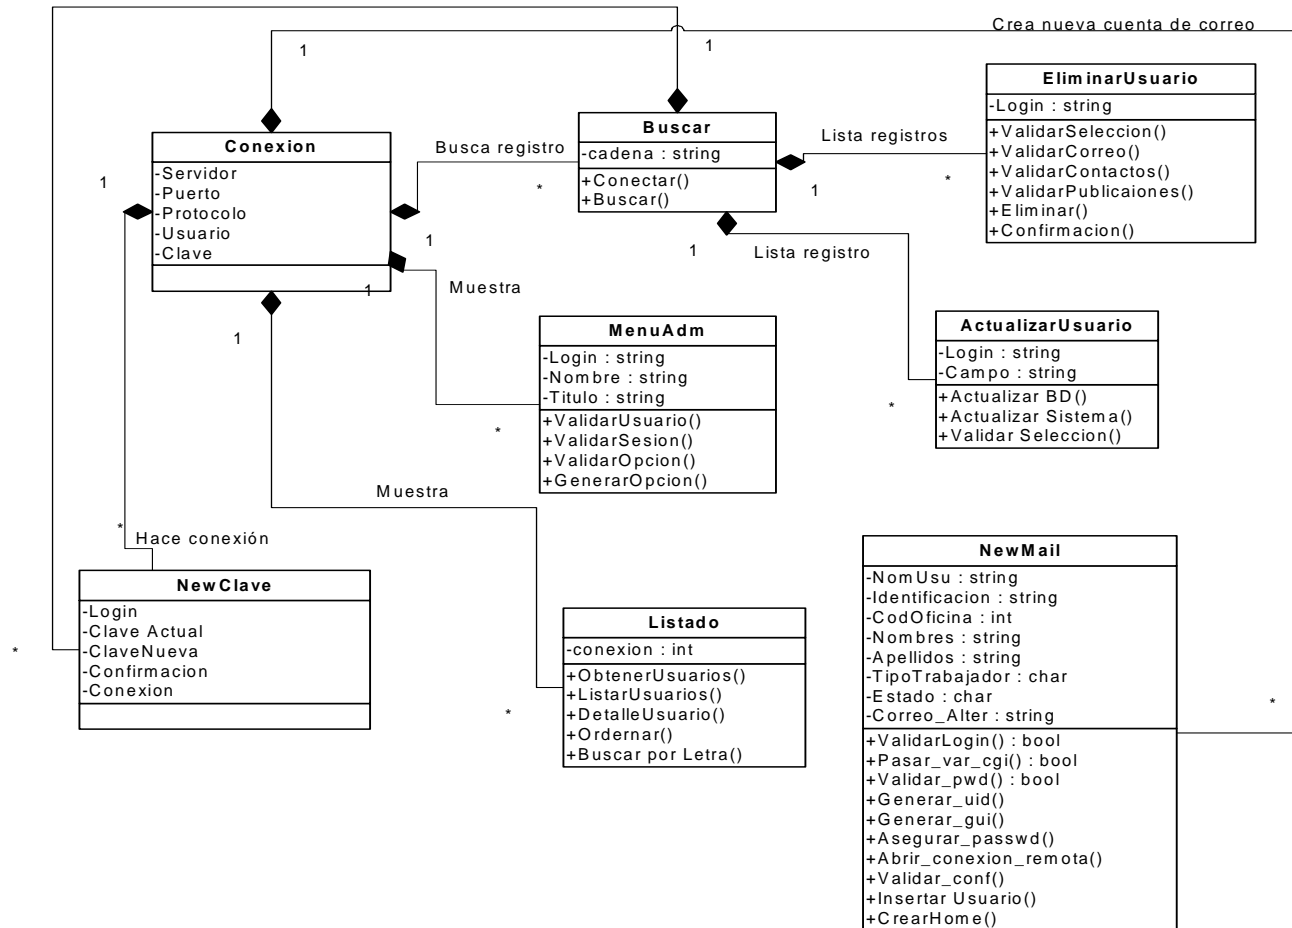 Crea nueva cuenta de correo
1
1
EliminarUsuario
-Login : string
+ValidarSeleccion()
+ValidarCorreo()
+ValidarContactos()
+ValidarPublicaiones()
+Eliminar()
+Confirmacion()
Buscar
-cadena : string
+Conectar()
+Buscar()
Lista registros
*
1
Conexion
-Servidor
-Puerto
-Protocolo
-Usuario
-Clave
Busca registro
*
1
1
1
Lista registro
1
Muestra
1
MenuAdm
-Login : string
-Nombre : string
-Titulo : string
+ValidarUsuario()
+ValidarSesion()
+ValidarOpcion()
+GenerarOpcion()
*
ActualizarUsuario
-Login : string
-Campo : string
+Actualizar BD()
+Actualizar Sistema()
+Validar Seleccion()
*
Muestra
*
Hace conexión
NewClave
-Login
-Clave Actual
-ClaveNueva
-Confirmacion
-Conexion
*
Listado
-conexion : int
+ObtenerUsuarios()
+ListarUsuarios()
+DetalleUsuario()
+Ordernar()
+Buscar por Letra()
*
NewMail
-NomUsu : string
-Identificacion : string
-CodOficina : int
-Nombres : string
-Apellidos : string
-TipoTrabajador : char
-Estado : char
-Correo_Alter : string
+ValidarLogin() : bool
+Pasar_var_cgi() : bool
+Validar_pwd() : bool
+Generar_uid()
+Generar_gui()
+Asegurar_passwd()
+Abrir_conexion_remota()
+Validar_conf()
+Insertar Usuario()
+CrearHome()
*